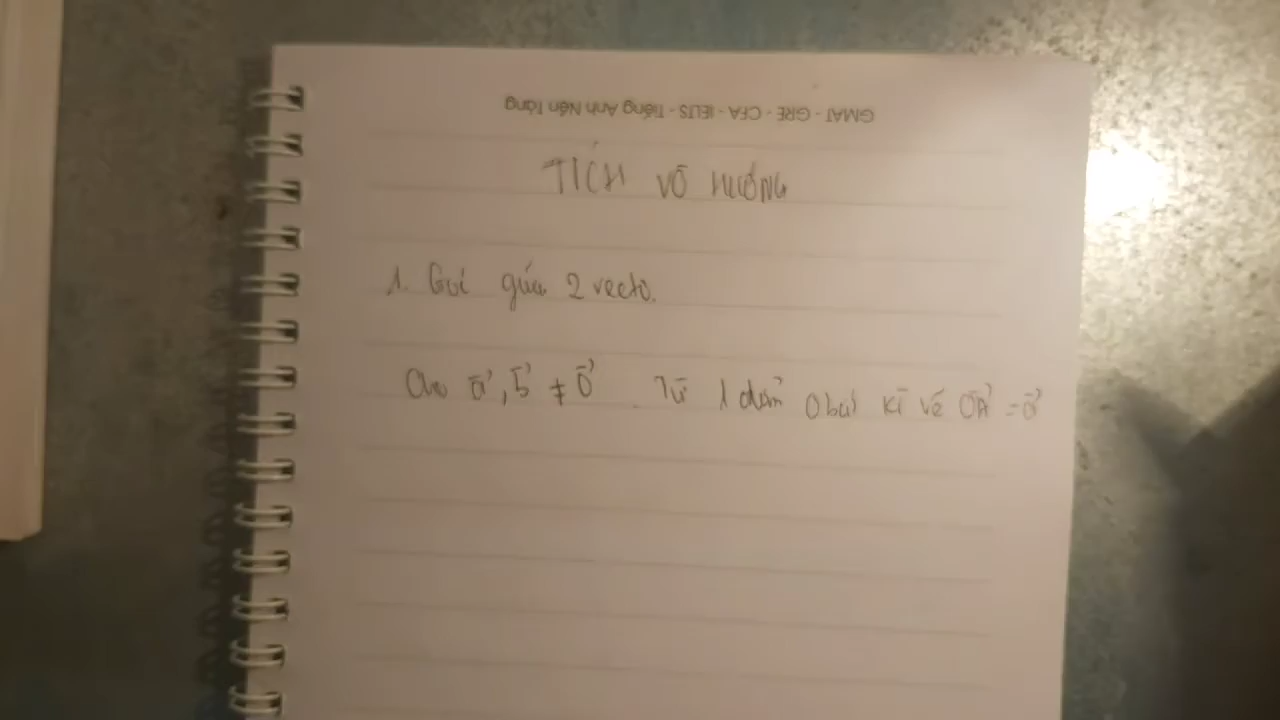 GMAT - GRE - CFA - IELTS - Tiếng Anh Nền tảng
TÍCH VÔ HƯỚNG
1. Gói giữa 2 vecto.
Cho a⃗, b⃗ ≠ 0⃗. Từ 1 điểm O bất kì vẽ OA⃗ = a⃗